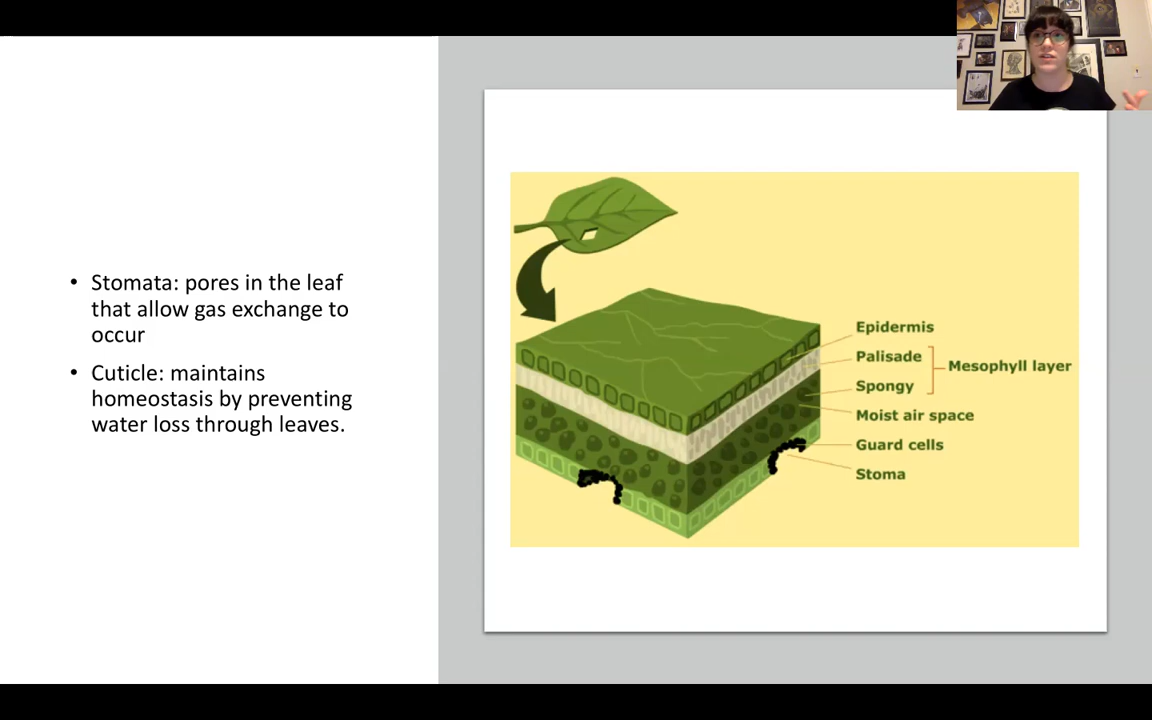 • Stomata: pores in the leaf
that allow gas exchange to
occur
• Cuticle: maintains
homeostasis by preventing
water loss through leaves.
Epidermis
Palisade
Mesophyll layer
Spongy
Moist air space
Guard cells
Stoma